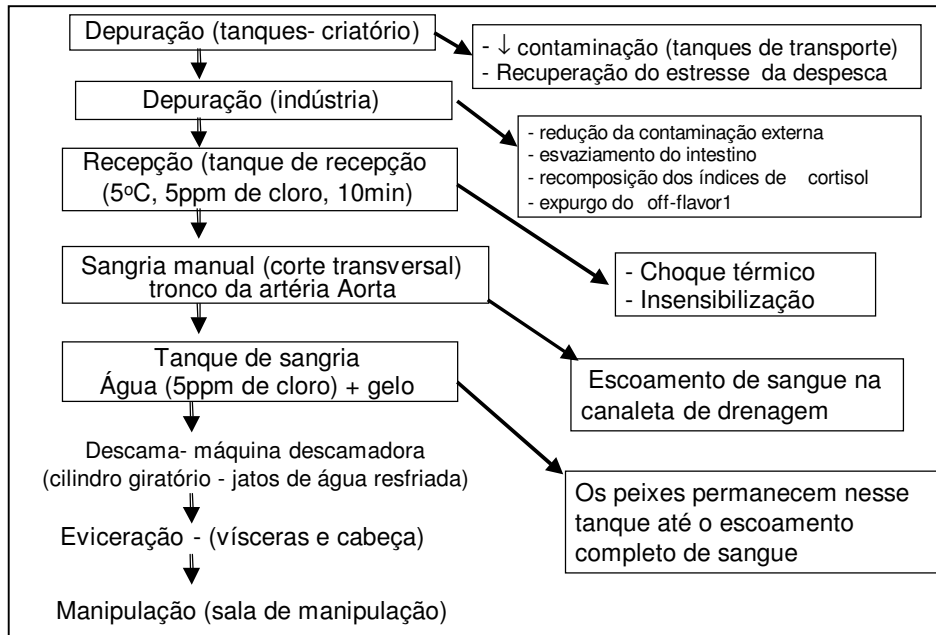 Depuração (tanques- criatório)
- ↓ contaminação (tanques de transporte)
- Recuperação do estresse da despesca
Depuração (indústria)
- redução da contaminação externa
- esvaziamento do intestino
- recomposição dos índices de cortisol
- expurgo do off-flavor1
Recepção (tanque de recepção
(5ºC, 5ppm de cloro, 10min)
- Choque térmico
- Insensibilização
Sangria manual (corte transversal)
tronco da artéria Aorta
Escoamento de sangue na
canaleta de drenagem
Tanque de sangria
Água (5ppm de cloro) + gelo
Os peixes permanecem nesse
tanque até o escoamento
completo de sangue
Descama- máquina descamadora
(cilindro giratório - jatos de água resfriada)
Eviceração - (vísceras e cabeça)
Manipulação (sala de manipulação)